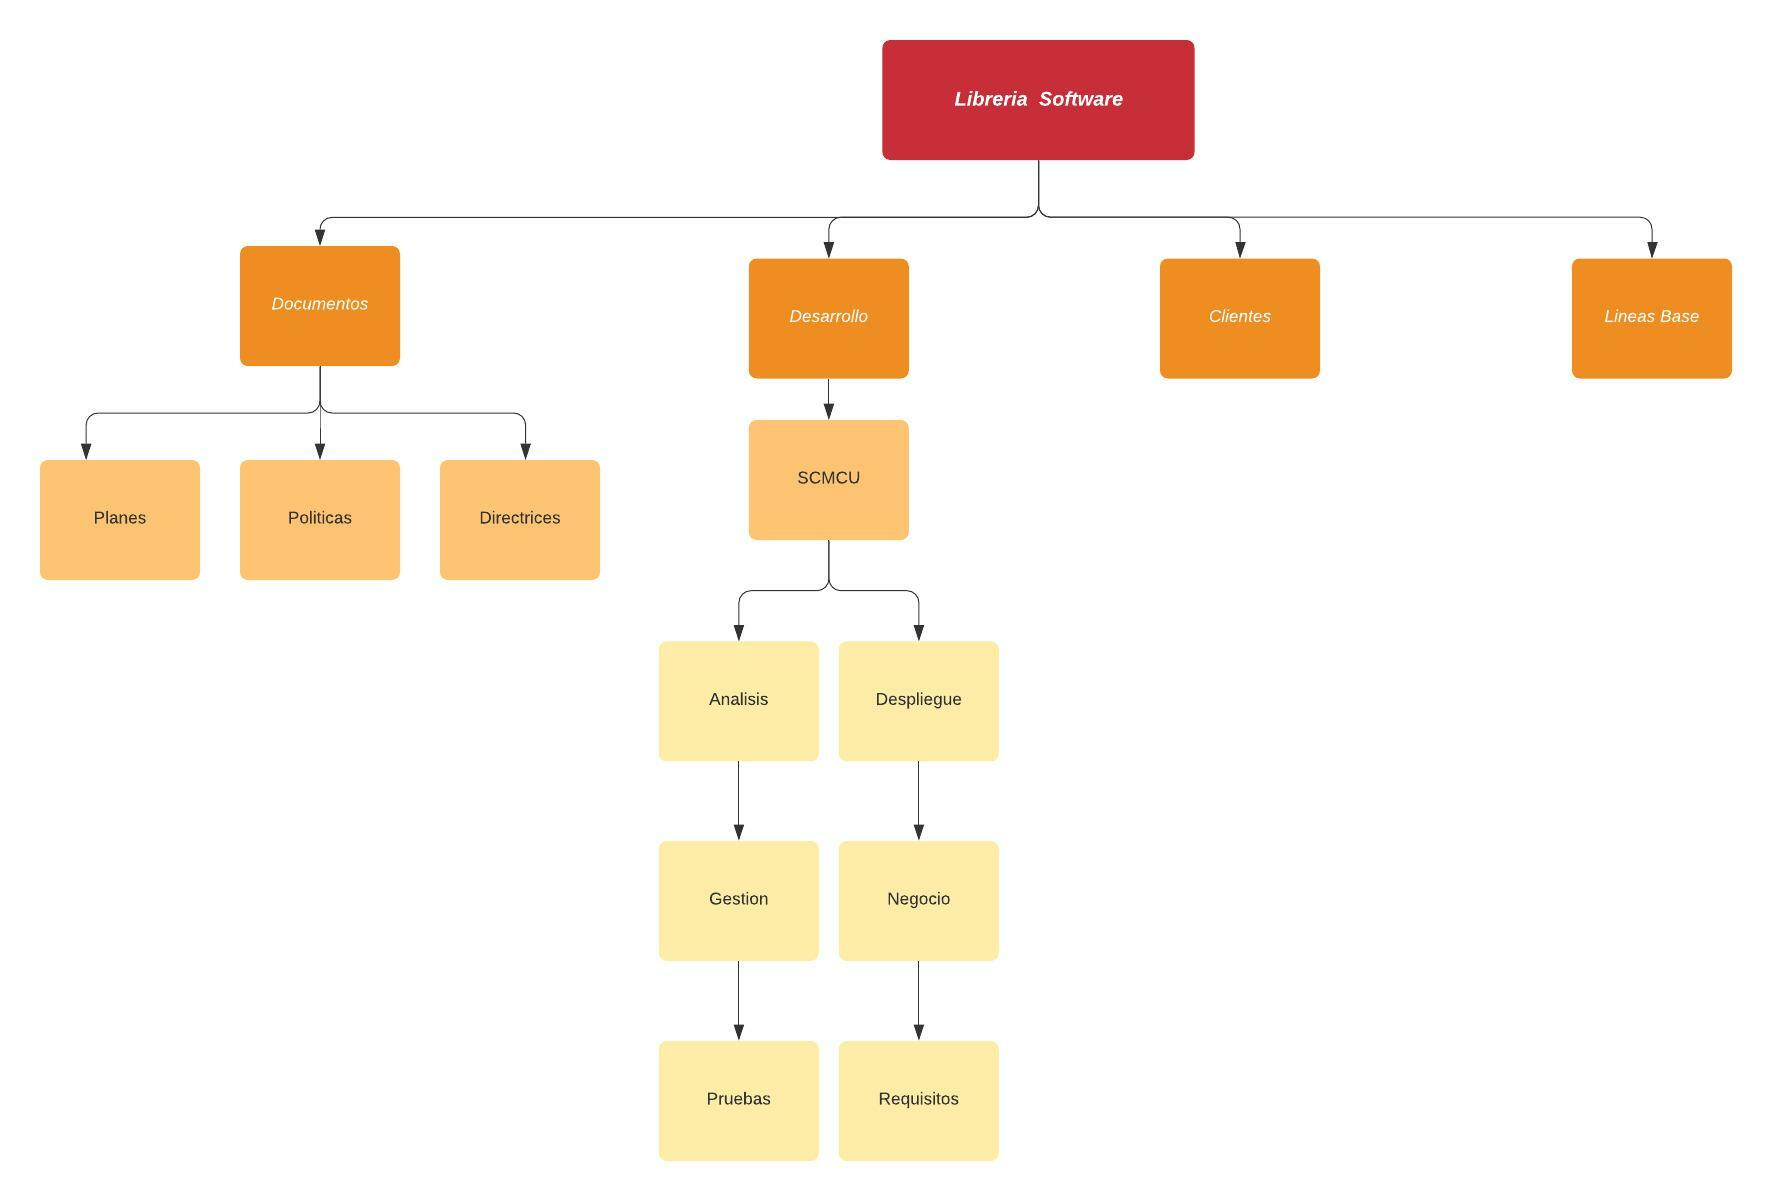 Libreria  Software
Documentos
Desarrollo
Clientes
Lineas Base
SCMCU
Planes
Politicas
Directrices
Analisis
Despliegue
Gestion
Negocio
Pruebas
Requisitos